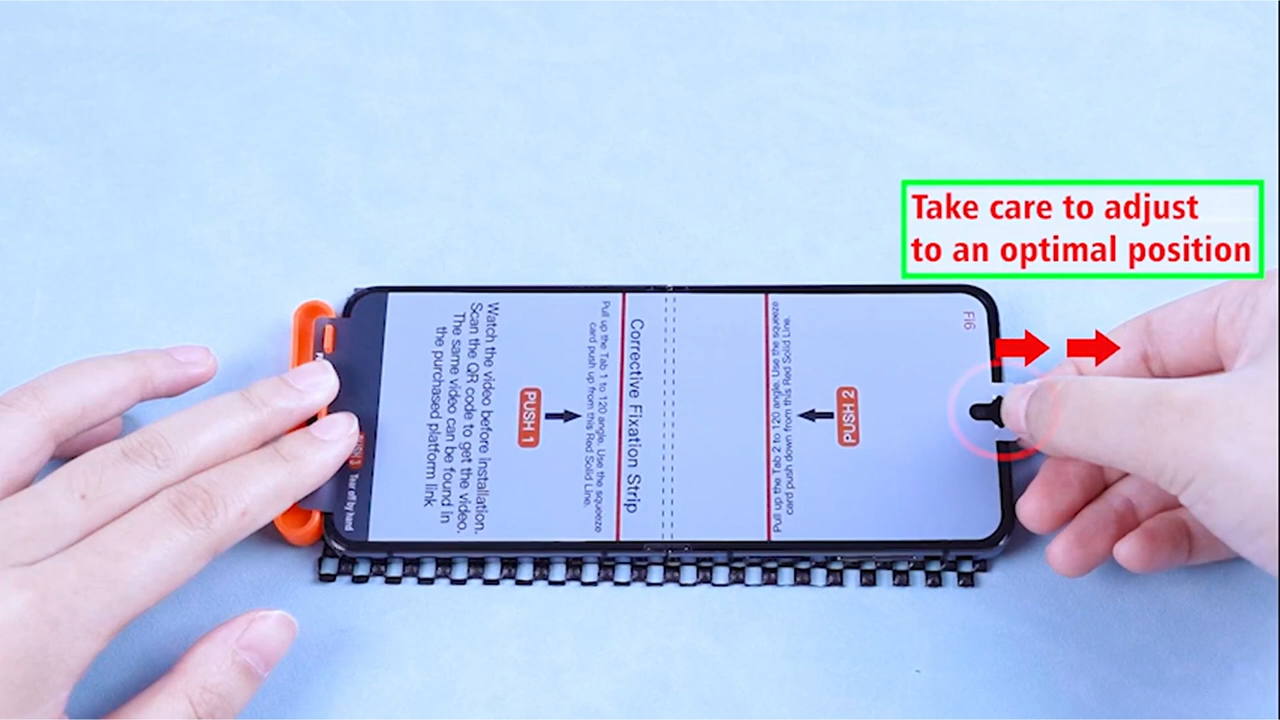 Take care to adjust
to an optimal position
Fi6
Pull up the Tab 2 to 120 angle. Use the squeeze
card push down from this Red Solid Line.
PUSH 2
Corrective Fixation Strip
Pull up the Tab 1 to 120 angle. Use the squeeze
card push up from this Red Solid Line.
PUSH 1
Watch the video before installation.
Scan the QR code to get the video.
The same video can be found in
the purchased platform link
Tear off by hand